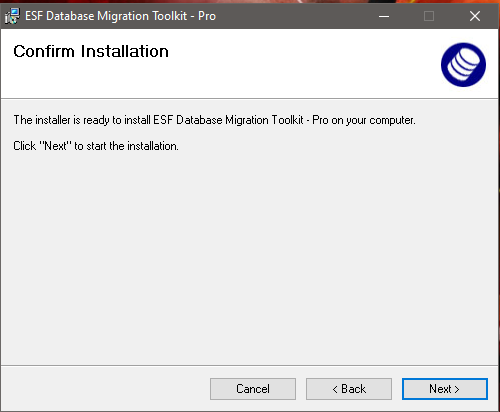 ESF Database Migration Toolkit - Pro
Confirm Installation
The installer is ready to install ESF Database Migration Toolkit - Pro on your computer.
Click "Next" to start the installation.
Cancel
< Back
Next >